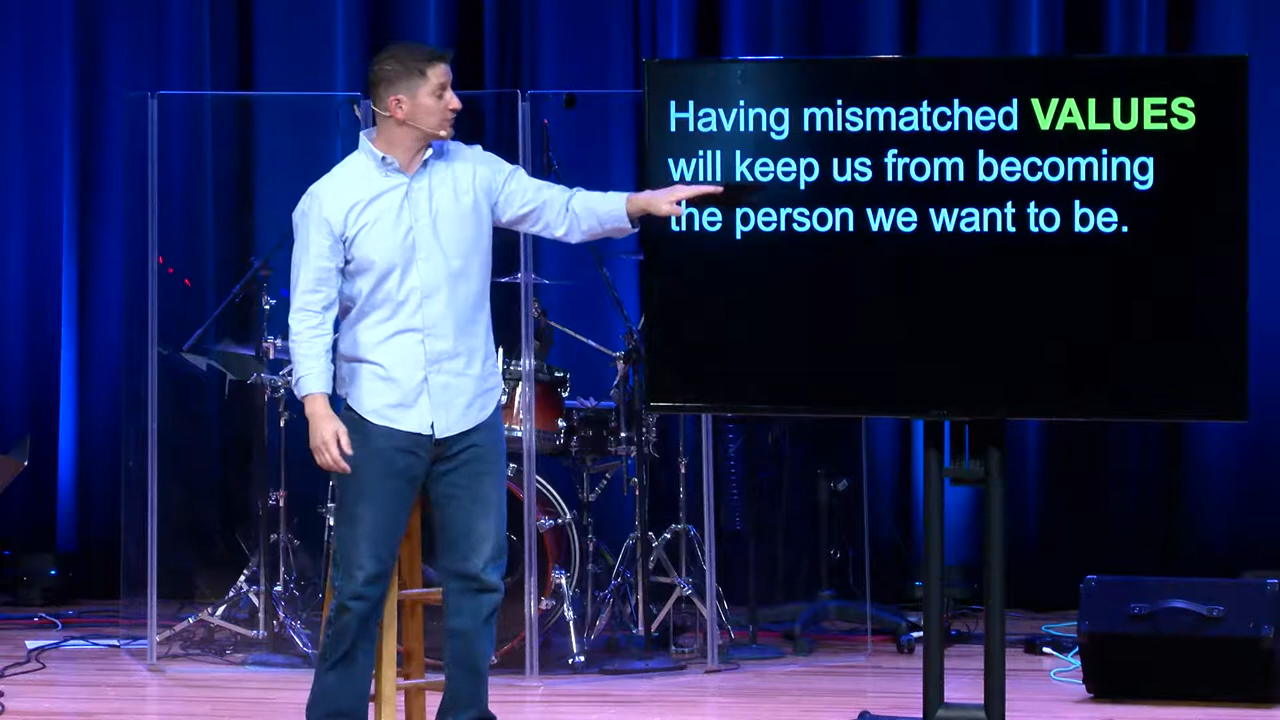 Having mismatched VALUES
will keep us from becoming
the person we want to be.